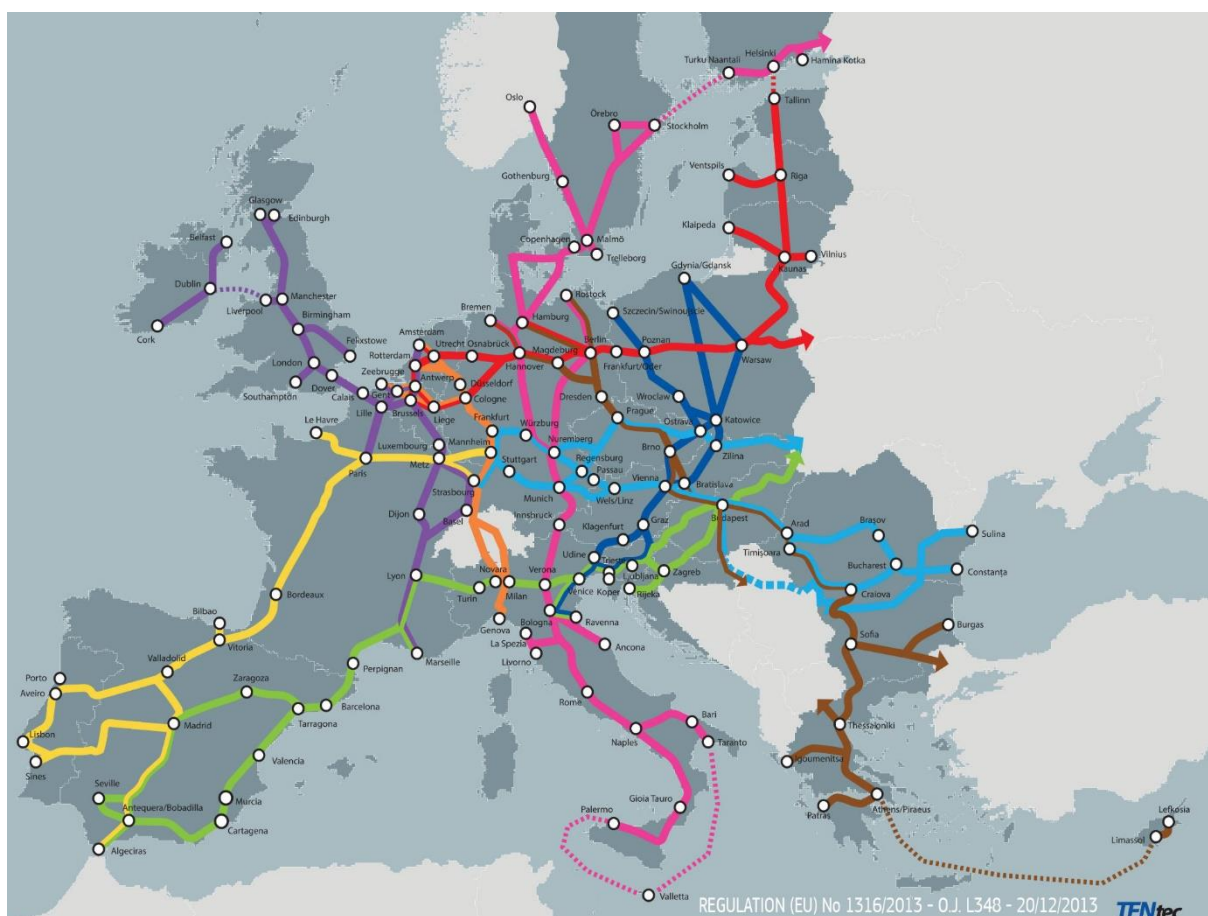 Helsinki
Turku Naantali
Hamina Kotka
Tallinn
Oslo
Örebro
Stockholm
Ventspils
Riga
Gothenburg
Glasgow
Edinburgh
Klaipeda
Belfast
Copenhagen
Malmö
Trelleborg
Vilnius
Kaunas
Gdynia/Gdansk
Dublin
Manchester
Liverpool
Rostock
Bremen
Szczecin/Swinoujscie
Birmingham
Hamburg
Cork
Felixstowe
Amsterdam
Utrecht
Osnabrück
Magdeburg
Berlin
Poznan
Warsaw
London
Rotterdam
Hannover
Frankfurt/Oder
Zeebrugge
Dover
Antwerp
Düsseldorf
Southampton
Calais
Gent
Cologne
Dresden
Wroclaw
Lille
Brussels
Liège
Prague
Katowice
Le Havre
Frankfurt
Würzburg
Ostrava
Luxembourg
Mannheim
Nuremberg
Brno
Zilina
Paris
Metz
Stuttgart
Regensburg
Passau
Vienna
Strasbourg
Munich
Wels/Linz
Bratislava
Dijon
Basel
Innsbruck
Klagenfurt
Graz
Budapest
Arad
Braşov
Sulina
Udine
Trieste
Timişoara
Lyon
Novara
Verona
Ljubljana
Zagreb
Bucharest
Constanţa
Turin
Milan
Venice
Koper
Rijeka
Craiova
Bordeaux
Genova
Bologna
Ravenna
Bilbao
La Spezia
Ancona
Sofia
Burgas
Vitoria
Livorno
Marseille
Valladolid
Perpignan
Porto
Zaragoza
Aveiro
Rome
Barcelona
Madrid
Tarragona
Bari
Thessaloniki
Lisbon
Naples
Taranto
Valencia
Sines
Igoumenitsa
Seville
Murcia
Antequera/Bobadilla
Gioia Tauro
Palermo
Athens/Piraeus
Patras
Lefkosia
Cartagena
Limassol
Algeciras
Valletta
REGULATION (EU) No 1316/2013 - O.J. L348 - 20/12/2013
TENtec